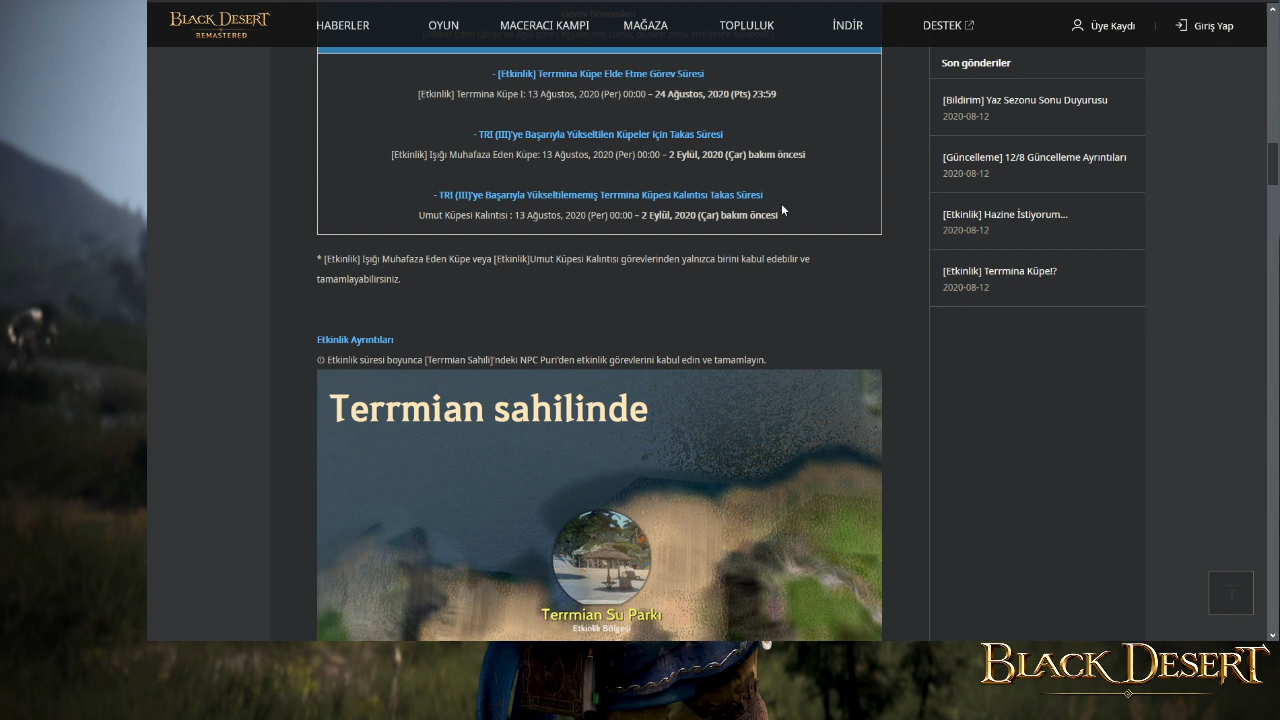 BLACK DESERT
REMASTERED
HABERLER
OYUN
MACERACI KAMPI
MAĞAZA
TOPLULUK
İNDİR
DESTEK
Üye Kaydı
Giriş Yap
- [Etkinlik] Terrmina Küpe Elde Etme Görev Süresi
[Etkinlik] Terrmina Küpe I: 13 Ağustos, 2020 (Per) 00:00 – 24 Ağustos, 2020 (Pts) 23:59
- TRI (III)'ye Başarıyla Yükseltilen Küpeler için Takas Süresi
[Etkinlik] Işığı Muhafaza Eden Küpe: 13 Ağustos, 2020 (Per) 00:00 – 2 Eylül, 2020 (Çar) bakım öncesi
- TRI (III)'ye Başarıyla Yükseltilememiş Terrmina Küpesi Kalıntısı Takas Süresi
Umut Küpesi Kalıntısı : 13 Ağustos, 2020 (Per) 00:00 – 2 Eylül, 2020 (Çar) bakım öncesi
* [Etkinlik] Işığı Muhafaza Eden Küpe veya [Etkinlik]Umut Küpesi Kalıntısı görevlerinden yalnızca birini kabul edebilir ve
tamamlayabilirsiniz.
Etkinlik Ayrıntıları
⊙ Etkinlik süresi boyunca [Terrmian Sahili]'ndeki NPC Puri'den etkinlik görevlerini kabul edin ve tamamlayın.
Terrmian sahilinde
Terrmian Su Parkı
Etkinlik Bölgesi
Son gönderiler
[Bildirim] Yaz Sezonu Sonu Duyurusu
2020-08-12
[Güncelleme] 12/8 Güncelleme Ayrıntıları
2020-08-12
[Etkinlik] Hazine İstiyorum...
2020-08-12
[Etkinlik] Terrmina Küpe!?
2020-08-12
BLACK DESERT